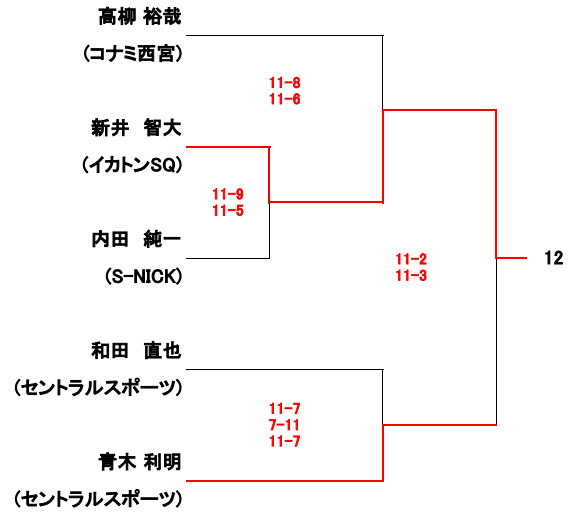 高柳 裕哉
(コナミ西宮)
11-8
11-6
新井 智大
(イカトンSQ)
11-9
11-5
内田 純一
(S-NICK)
11-2
11-3
12
和田 直也
(セントラルスポーツ)
11-7
7-11
11-7
青木 利明
(セントラルスポーツ)